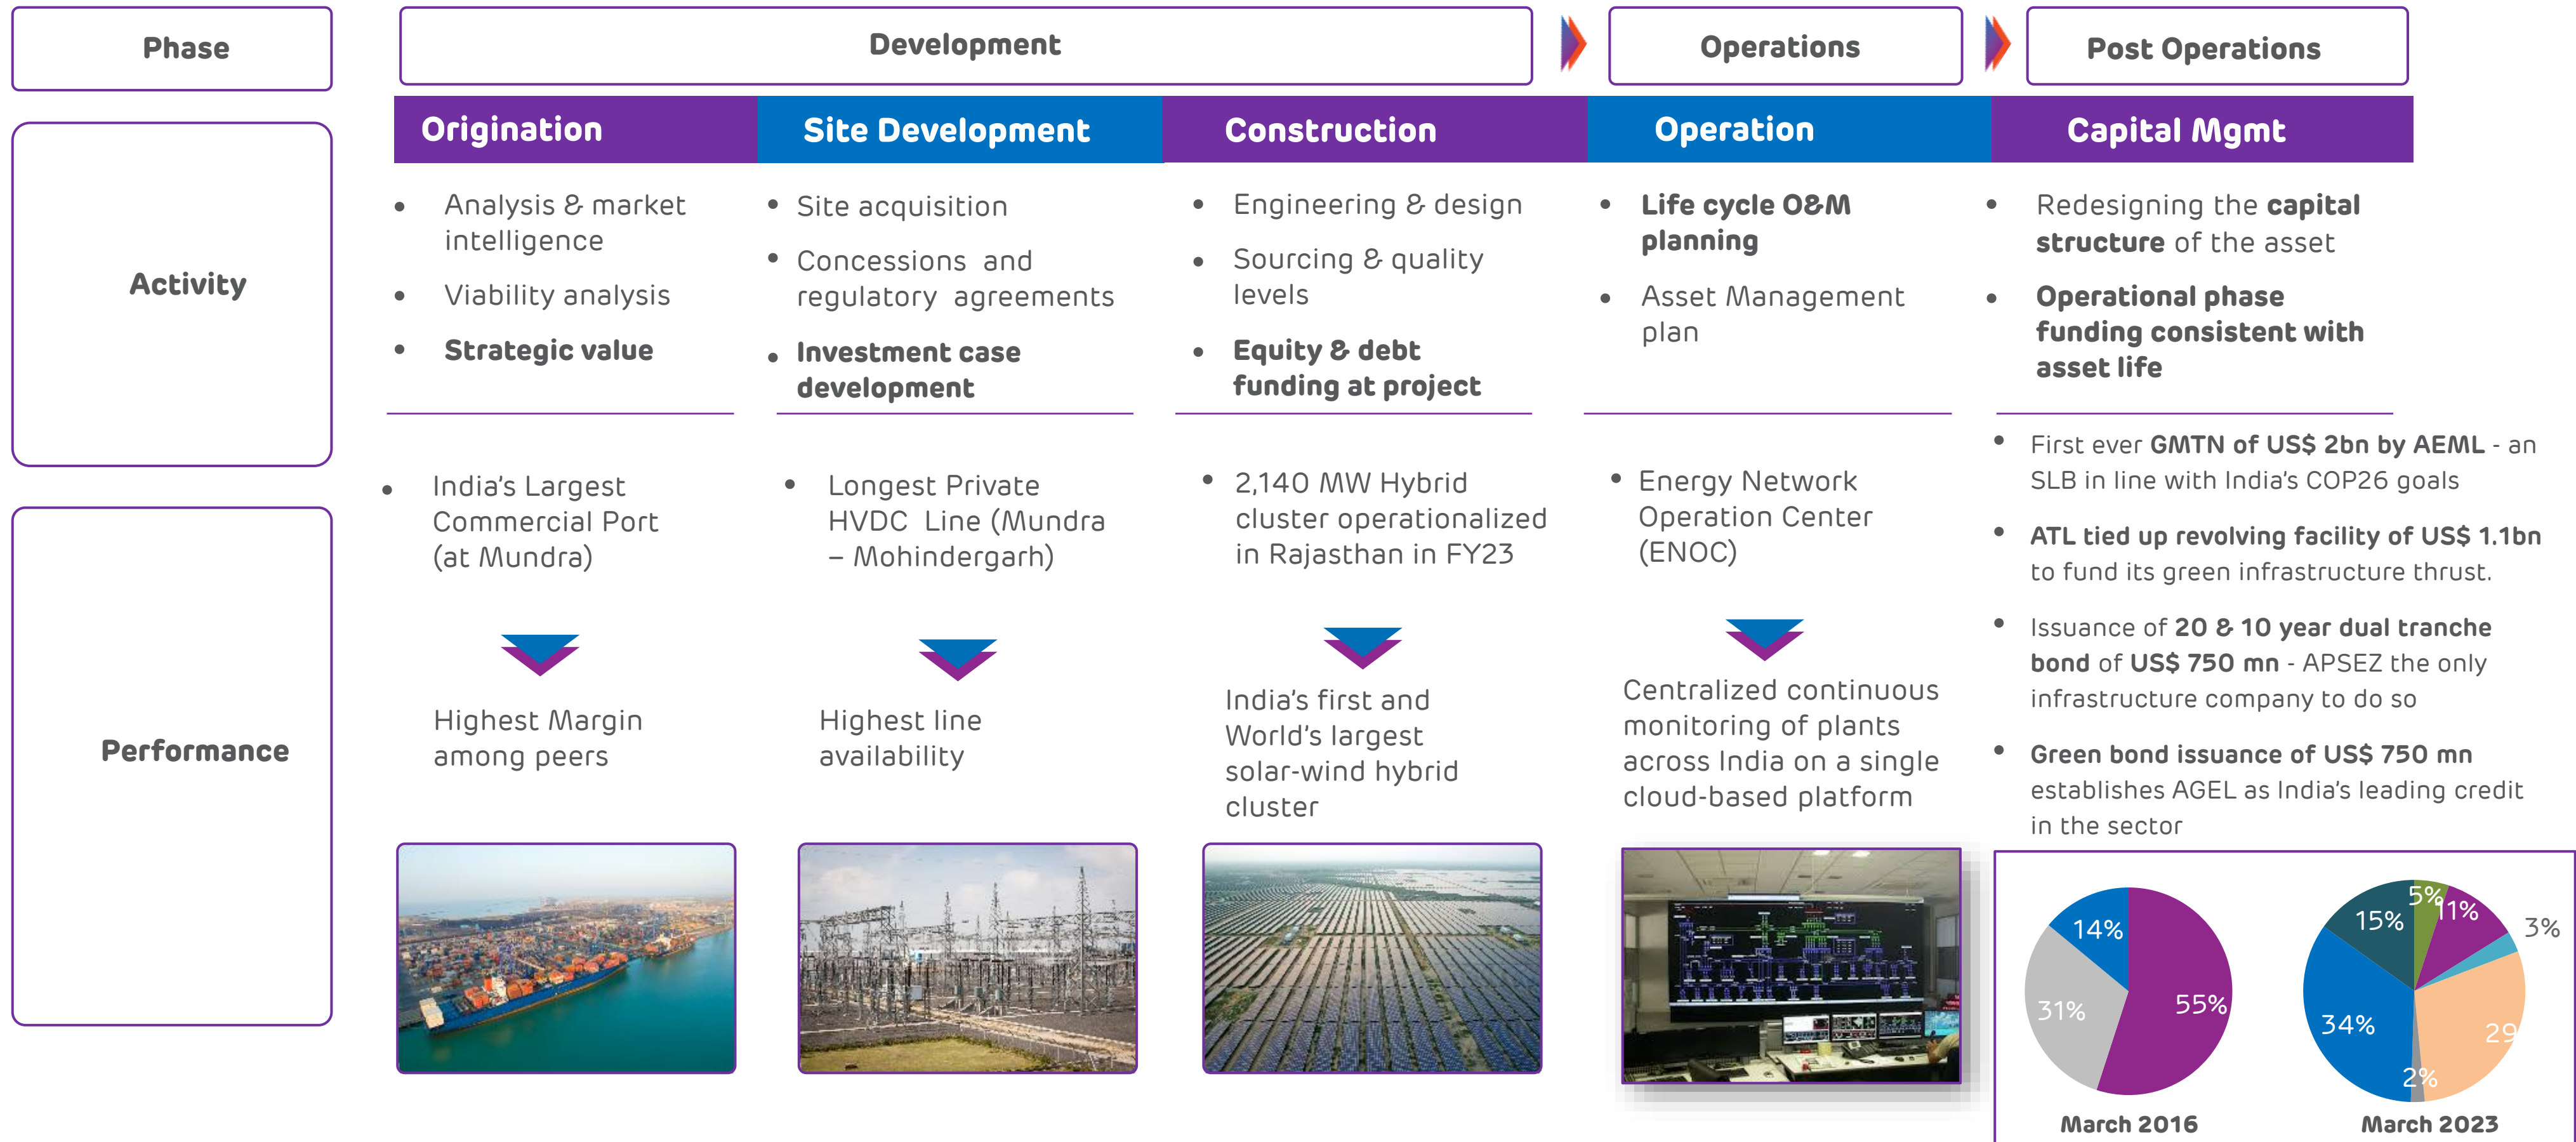 Phase
Development
Operations
Post Operations
Activity
Origination
Site Development
Construction
Operation
Capital Mgmt
• Analysis & market
intelligence
• Viability analysis
• Strategic value
• Site acquisition
• Concessions and
regulatory agreements
• Investment case
development
• Engineering & design
• Sourcing & quality
levels
• Equity & debt
funding at project
• Life cycle O&M
planning
• Asset Management
plan
• Redesigning the capital
structure of the asset
• Operational phase
funding consistent with
asset life
Performance
• India's Largest
Commercial Port
(at Mundra)
Highest Margin
among peers
• Longest Private
HVDC Line (Mundra
– Mohindergarh)
Highest line
availability
• 2,140 MW Hybrid
cluster operationalized
in Rajasthan in FY23
India's first and
World's largest
solar-wind hybrid
cluster
• Energy Network
Operation Center
(ENOC)
Centralized continuous
monitoring of plants
across India on a single
cloud-based platform
• First ever GMTN of US$ 2bn by AEML - an
SLB in line with India's COP26 goals
• ATL tied up revolving facility of US$ 1.1bn
to fund its green infrastructure thrust.
• Issuance of 20 & 10 year dual tranche
bond of US$ 750 mn - APSEZ the only
infrastructure company to do so
• Green bond issuance of US$ 750 mn
establishes AGEL as India's leading credit
in the sector
14%
31%
55%
March 2016
5%
11%
3%
15%
34%
29
2%
March 2023